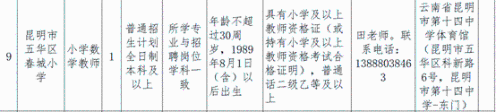 9
昆明市
五华区
春城小
学
小学数
学教师
1
普通招
生计划
全日制
本科及
以上
所学专
业与招
聘岗位
学科一
致
年龄不超
过30周
岁，1989
年8月1日
（含）以
后出生
具有小学及以上
教师资格证（或
持有小学及以上
教师资格考试合
格证明），普通
话二级乙等及以
上
田老师。联
系电话：
1388803846
3
云南省昆明
市第十四中
学体育馆
（昆明市五
华区科新路
6号，昆明
市第十四中
学-东门）